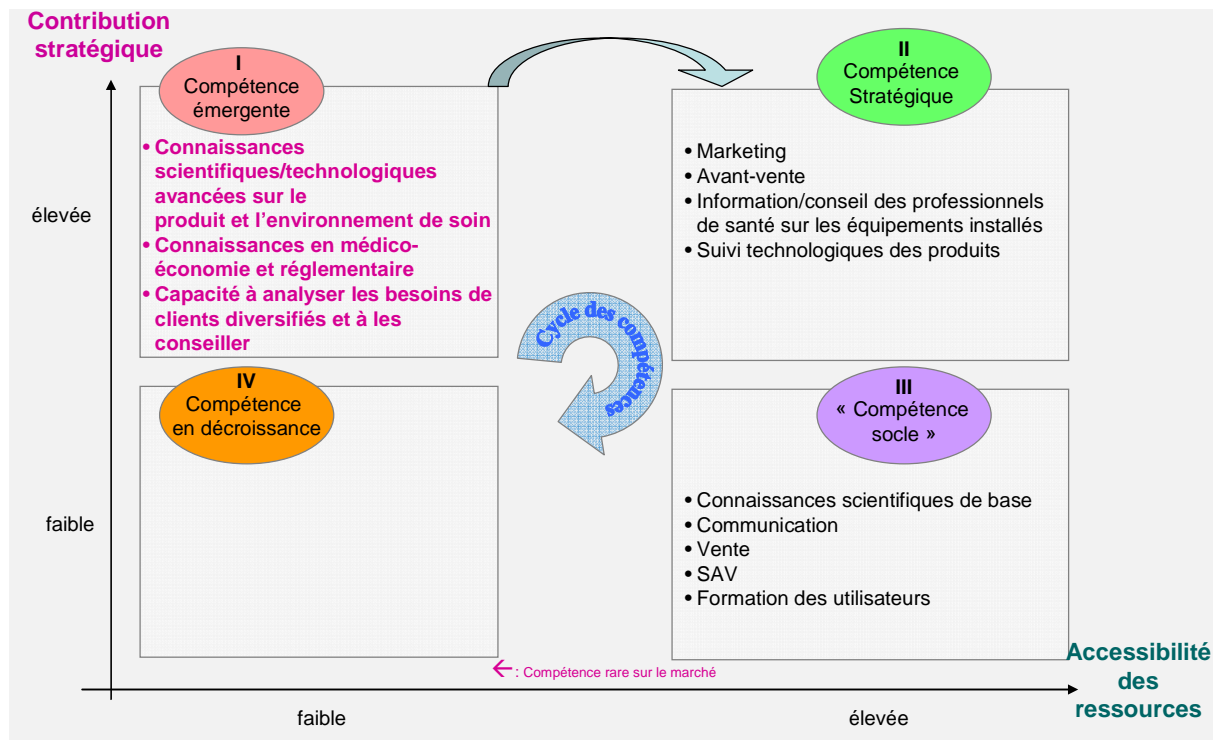 Contribution
stratégique
I
Compétence
émergente
II
Compétence
Stratégique
élevée
• Connaissances
scientifiques/technologiques
avancées sur le
produit et l'environnement de soin
• Connaissances en médico-
économie et réglementaire
• Capacité à analyser les besoins de
clients diversifiés et à les
conseiller
• Marketing
• Avant-vente
• Information/conseil des professionnels
de santé sur les équipements installés
• Suivi technologiques des produits
Cycle des compétences
IV
Compétence
en décroissance
III
« Compétence
socle »
faible
• Connaissances scientifiques de base
• Communication
• Vente
• SAV
• Formation des utilisateurs
← : Compétence rare sur le marché
Accessibilité
des
ressources
faible
élevée